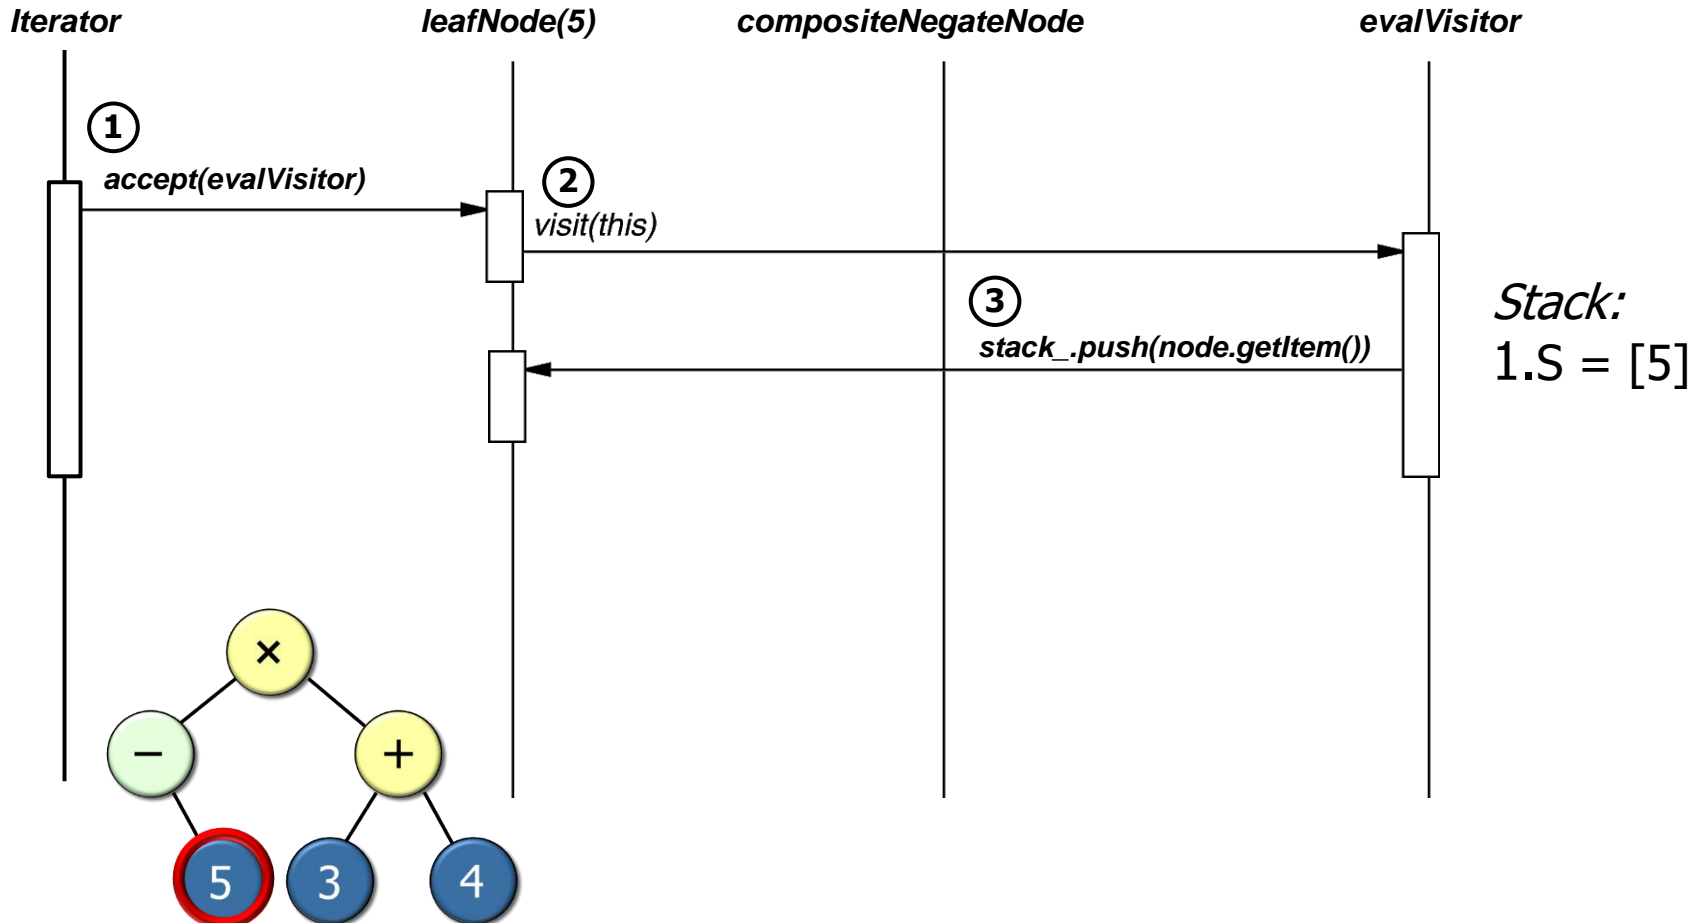 Iterator leafNode(5) compositeNegateNode evalVisitor
1
accept(evalVisitor)
2
visit(this)
3
stack_.push(node.getItem())
Stack:
1.S = [5]
×
− +
5 3 4